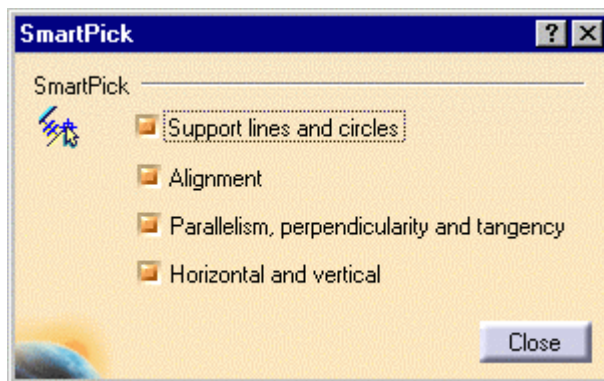 SmartPick
SmartPick
Support lines and circles
Alignment
Parallelism, perpendicularity and tangency
Horizontal and vertical
Close